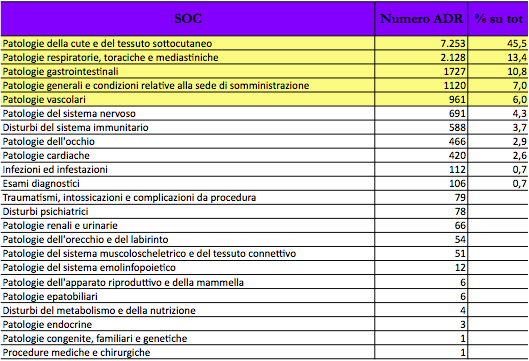 SOC Numero ADR % su tot
Patologie della cute e del tessuto sottocutaneo 7.253 45,5
Patologie respiratorie, toraciche e mediastiniche 2.128 13,4
Patologie gastrointestinali 1727 10,8
Patologie generali e condizioni relative alla sede di somministrazione 1120 7,0
Patologie vascolari 961 6,0
Patologie del sistema nervoso 691 4,3
Disturbi del sistema immunitario 588 3,7
Patologie dell'occhio 466 2,9
Patologie cardiache 420 2,6
Infezioni ed infestazioni 112 0,7
Esami diagnostici 106 0,7
Traumatismi, intossicazioni e complicazioni da procedura 79
Disturbi psichiatrici 78
Patologie renali e urinarie 66
Patologie dell'orecchio e del labirinto 54
Patologie del sistema muscoloscheletrico e del tessuto connettivo 51
Patologie del sistema emolinfopoietico 12
Patologie dell'apparato riproduttivo e della mammella 6
Patologie epatobiliari 6
Disturbi del metabolismo e della nutrizione 4
Patologie endocrine 3
Patologie congenite, familiari e genetiche 1
Procedure mediche e chirurgiche 1